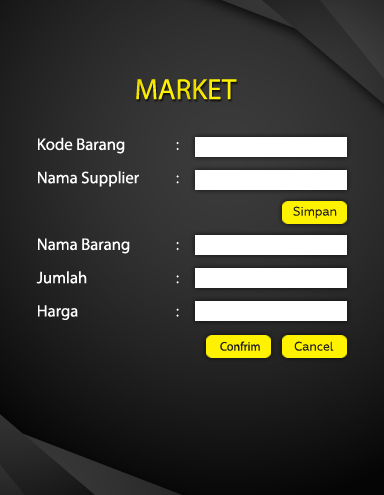 MARKET
Kode Barang :
Nama Supplier :
Simpan
Nama Barang :
Jumlah :
Harga :
Confrim Cancel